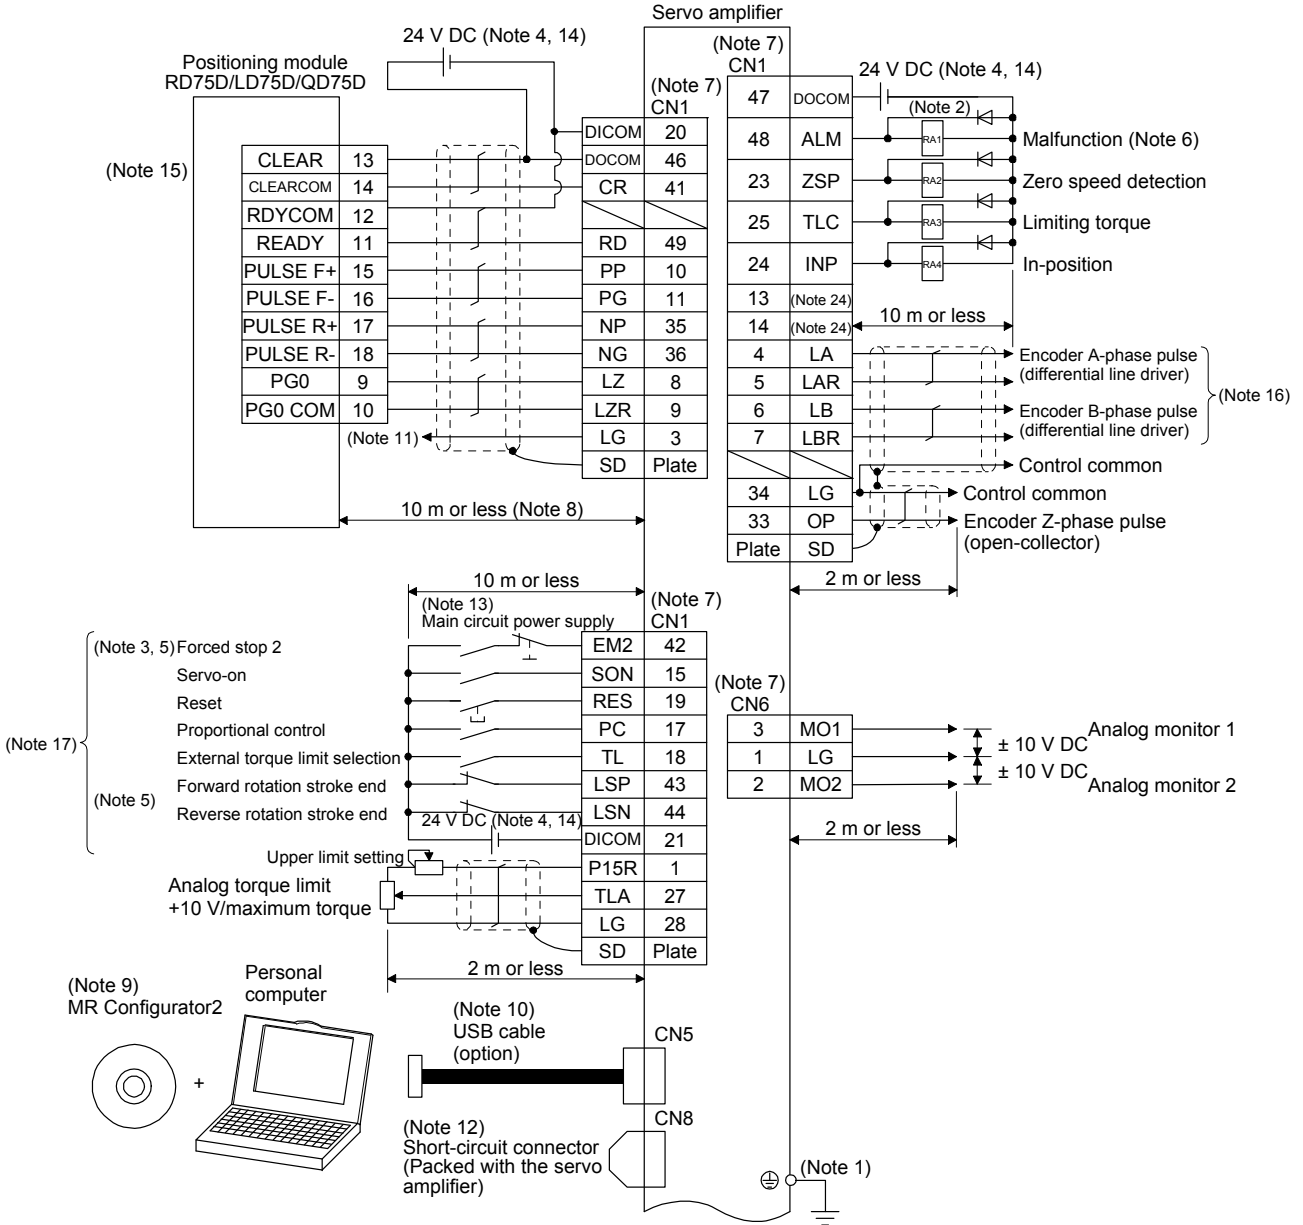 Servo amplifier
24 V DC (Note 4, 14)
Positioning module
RD75D/LD75D/QD75D
(Note 15)
CLEAR 13
CLEARCOM 14
RDYCOM 12
READY 11
PULSE F+ 15
PULSE F- 16
PULSE R+ 17
PULSE R- 18
PG0 9
PG0 COM 10
(Note 11)
(Note 7)
CN1
DICOM 20
DOCOM 46
CR 41
RD 49
PP 10
PG 11
NP 35
NG 36
LZ 8
LZR 9
LG 3
SD Plate
10 m or less (Note 8)
(Note 7)
CN1
24 V DC (Note 4, 14)
(Note 2)
47 DOCOM
48 ALM RA1 Malfunction (Note 6)
23 ZSP RA2 Zero speed detection
25 TLC RA3 Limiting torque
24 INP RA4 In-position
13 (Note 24)
14 (Note 24)
10 m or less
4 LA Encoder A-phase pulse
(differential line driver)
5 LAR
6 LB Encoder B-phase pulse
(differential line driver)
7 LBR
(Note 16)
Control common
34 LG Control common
33 OP Encoder Z-phase pulse
(open-collector)
Plate SD
2 m or less
10 m or less
(Note 13)
Main circuit power supply
(Note 7)
CN1
(Note 17)
(Note 3, 5) Forced stop 2 EM2 42
Servo-on SON 15
Reset RES 19
Proportional control PC 17
External torque limit selection TL 18
(Note 5)
Forward rotation stroke end LSP 43
Reverse rotation stroke end LSN 44
24 V DC (Note 4, 14)
DICOM 21
Upper limit setting P15R 1
Analog torque limit
+10 V/maximum torque
TLA 27
LG 28
SD Plate
2 m or less
(Note 7)
CN6
3 MO1 Analog monitor 1
± 10 V DC
1 LG
± 10 V DC
2 MO2 Analog monitor 2
2 m or less
(Note 9)
MR Configurator2
+
Personal
computer
(Note 10)
USB cable
(option)
CN5
(Note 12)
Short-circuit connector
(Packed with the servo
amplifier)
CN8
(Note 1)